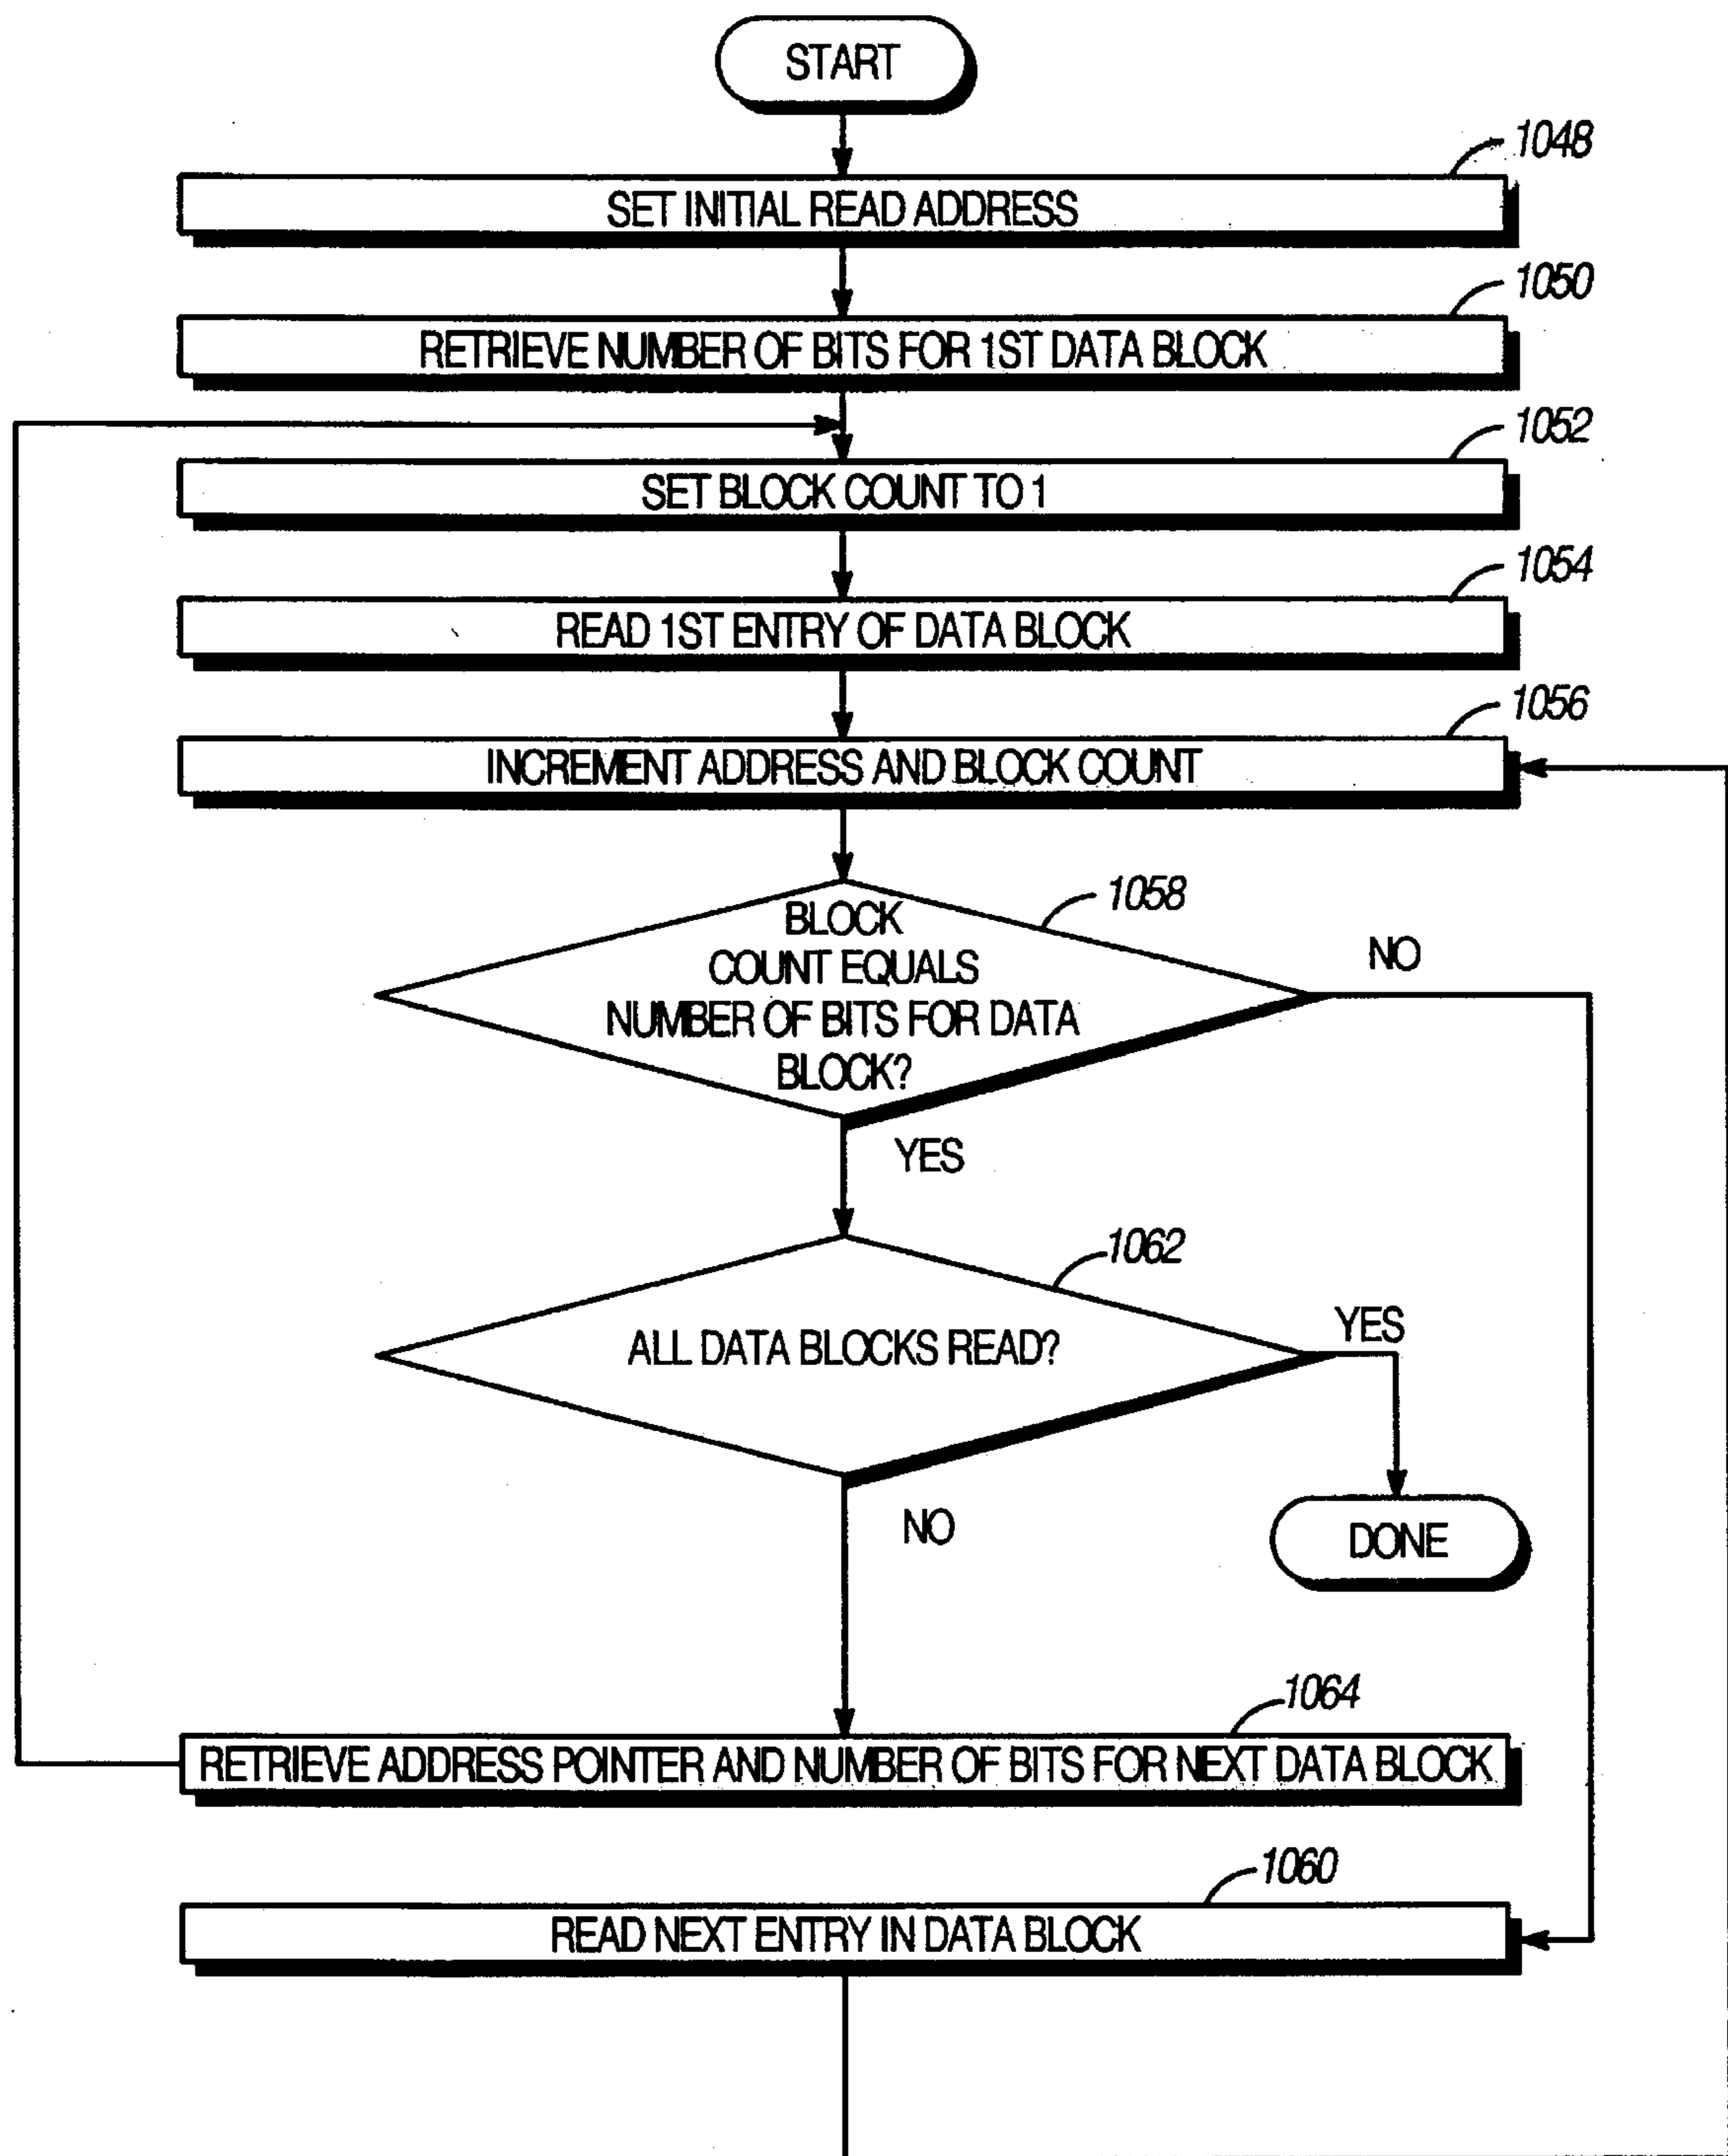 START
1048
SET INITIAL READ ADDRESS
1050
RETRIEVE NUMBER OF BITS FOR 1ST DATA BLOCK
1052
SET BLOCK COUNT TO 1
1054
READ 1ST ENTRY OF DATA BLOCK
1056
INCREMENT ADDRESS AND BLOCK COUNT
1058
BLOCK
COUNT EQUALS
NUMBER OF BITS FOR DATA
BLOCK?
NO
YES
1062
ALL DATA BLOCKS READ?
YES
NO
DONE
1064
RETRIEVE ADDRESS POINTER AND NUMBER OF BITS FOR NEXT DATA BLOCK
1060
READ NEXT ENTRY IN DATA BLOCK